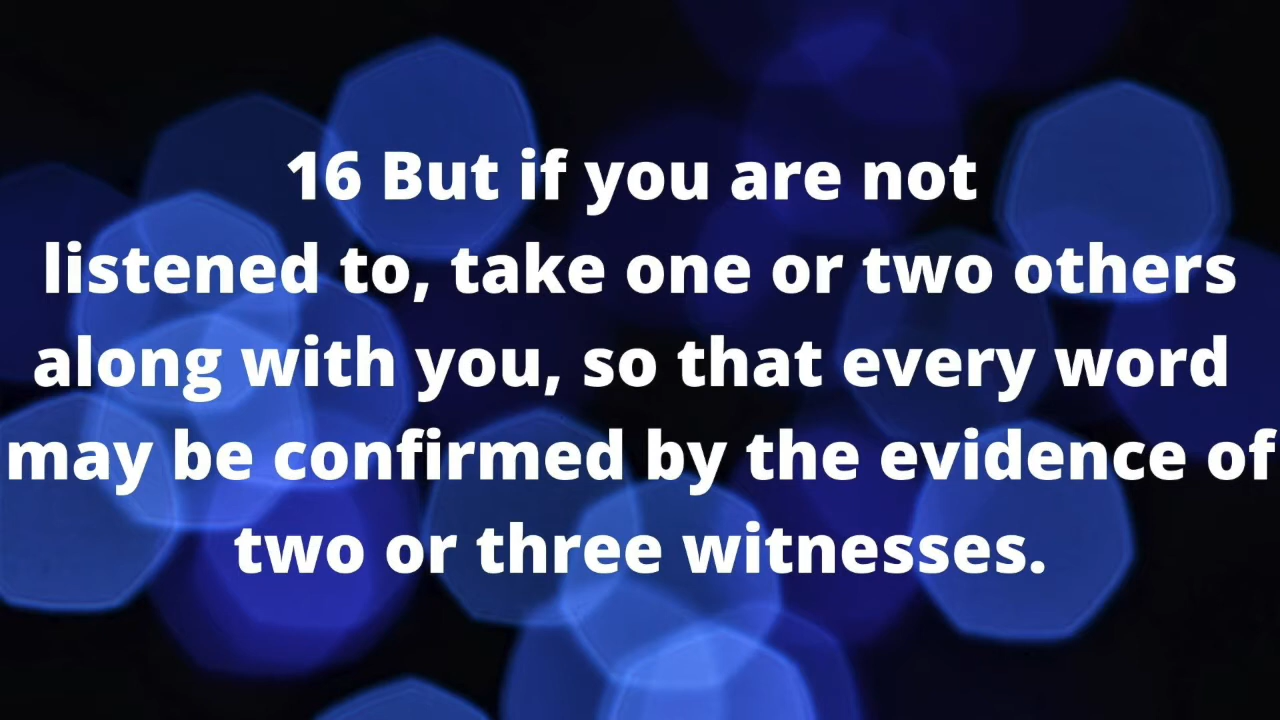 16 But if you are not
listened to, take one or two others
along with you, so that every word
may be confirmed by the evidence of
two or three witnesses.